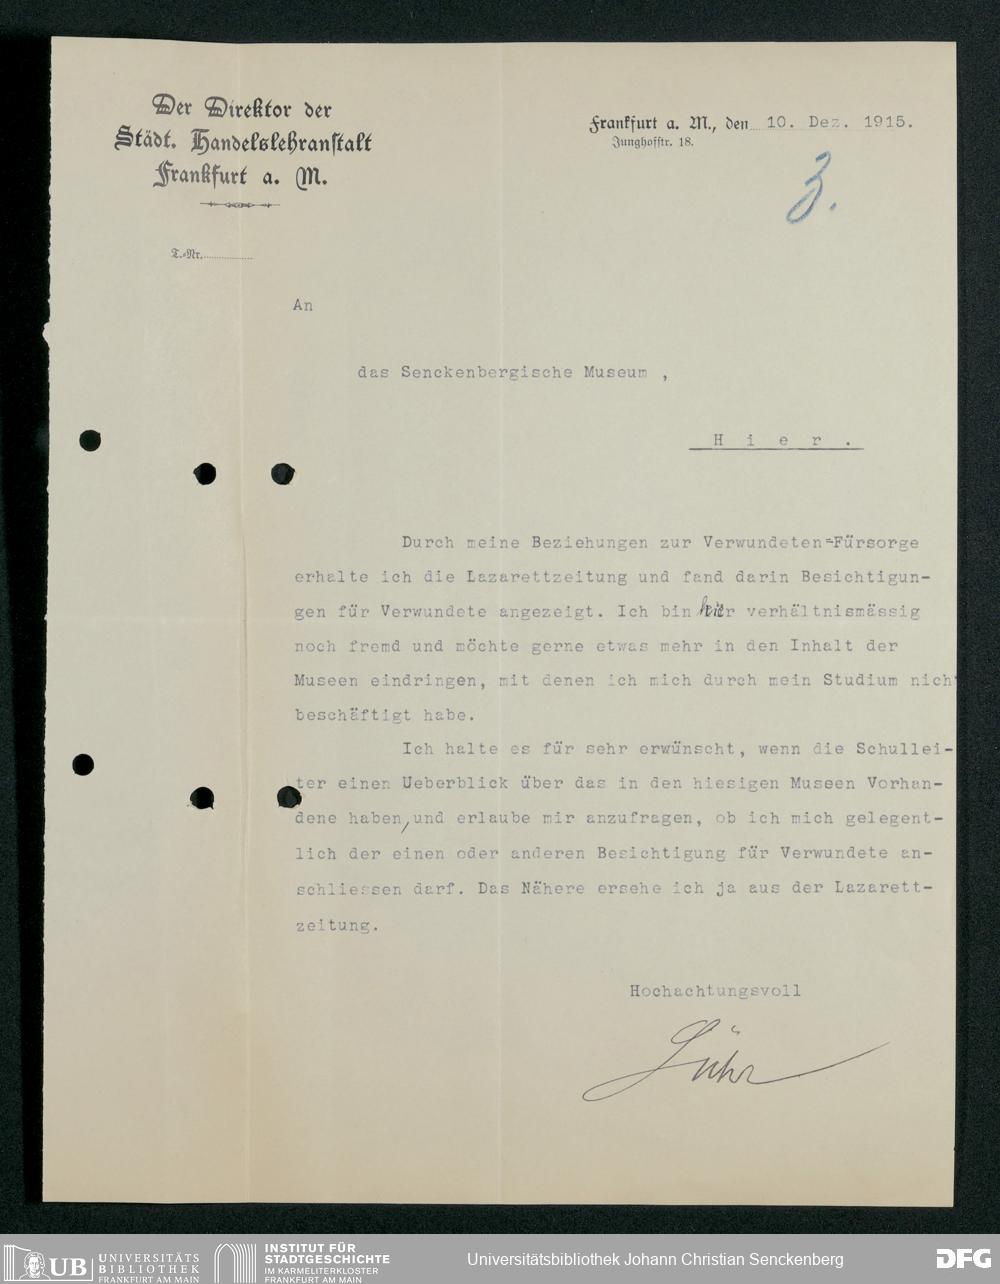 Der Direktor der
Städt. Handelslehranstalt
Frankfurt a. M.
Frankfurt a. M., den 10. Dez. 1915.
Junghofstr. 18.
3.
T.-Nr.
An
das Senckenbergische Museum ,
H i e r .
Durch meine Beziehungen zur Verwundeten-Fürsorge
erhalte ich die Lazarettzeitung und fand darin Besichtigun-
gen für Verwundete angezeigt. Ich bin hier verhältnismässig
noch fremd und möchte gerne etwas mehr in den Inhalt der
Museen eindringen, mit denen ich mich durch mein Studium nich
beschäftigt habe.
Ich halte es für sehr erwünscht, wenn die Schullei-
ter einen Ueberblick über das in den hiesigen Museen Vorhan-
dene haben, und erlaube mir anzufragen, ob ich mich gelegent-
lich der einen oder anderen Besichtigung für Verwundete an-
schliessen darf. Das Nähere ersehe ich ja aus der Lazarett-
zeitung.
Hochachtungsvoll
Lühr
UB UNIVERSITÄTS
BIBLIOTHEK
FRANKFURT AM MAIN
INSTITUT FÜR
STADTGESCHICHTE
IM KARMELITERKLOSTER
FRANKFURT AM MAIN
Universitätsbibliothek Johann Christian Senckenberg
DFG